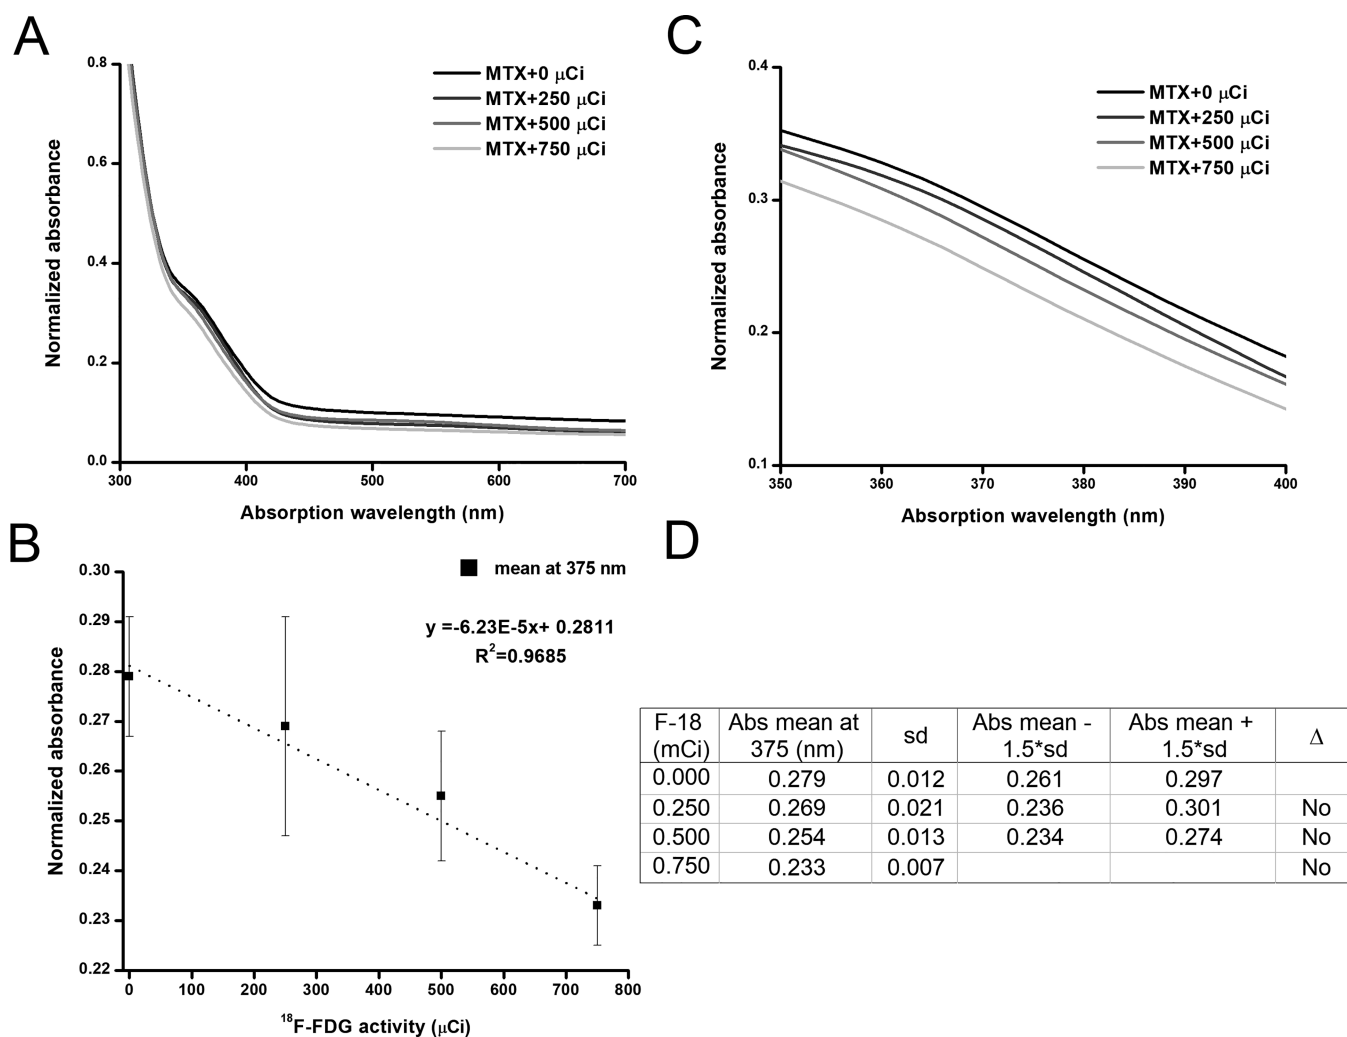 A
0.8
0.6
0.4
0.2
0.0
300
400
500
600
700
Normalized absorbance
Absorption wavelength (nm)
MTX+0 μCi
MTX+250 μCi
MTX+500 μCi
MTX+750 μCi
C
0.4
0.3
0.2
0.1
350
360
370
380
390
400
Normalized absorbance
Absorption wavelength (nm)
MTX+0 μCi
MTX+250 μCi
MTX+500 μCi
MTX+750 μCi
B
0.30
0.29
0.28
0.27
0.26
0.25
0.24
0.23
0.22
0
100
200
300
400
500
600
700
800
Normalized absorbance
¹⁸F-FDG activity (μCi)
mean at 375 nm
y =-6.23E-5x+ 0.2811
R²=0.9685
D
F-18 (mCi) Abs mean at 375 (nm) sd Abs mean - 1.5*sd Abs mean + 1.5*sd Δ
0.000 0.279 0.012 0.261 0.297
0.250 0.269 0.021 0.236 0.301 No
0.500 0.254 0.013 0.234 0.274 No
0.750 0.233 0.007 No